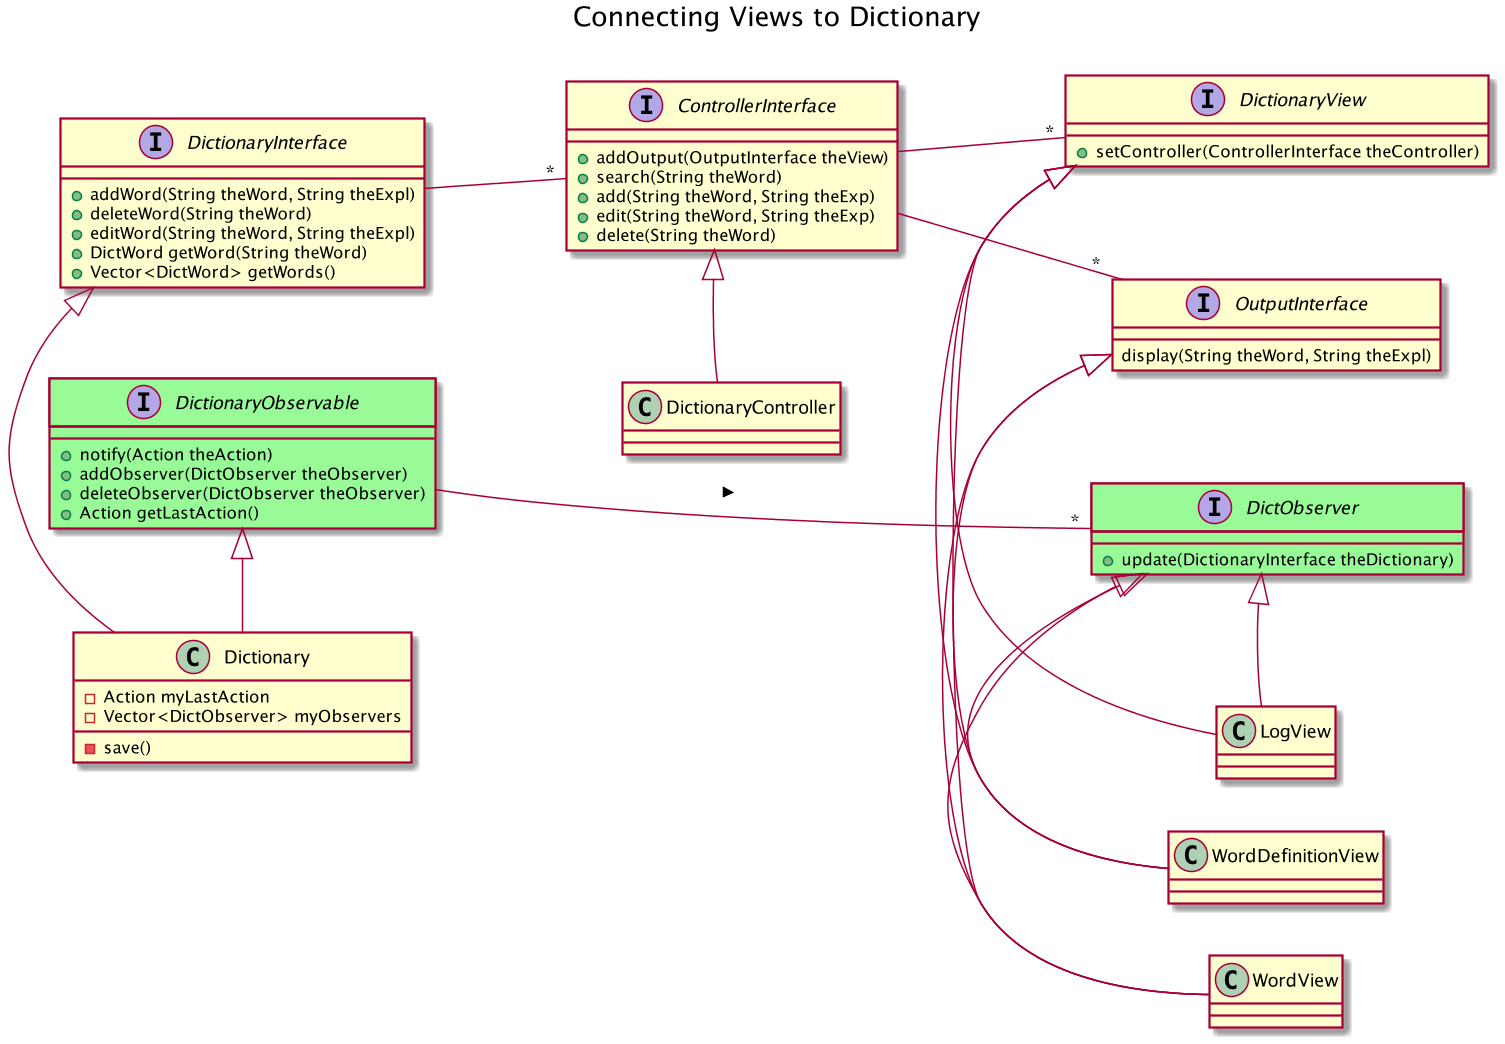 Connecting Views to Dictionary
I DictionaryInterface
addWord(String theWord, String theExpl)
deleteWord(String theWord)
editWord(String theWord, String theExpl)
DictWord getWord(String theWord)
Vector<DictWord> getWords()
*
I ControllerInterface
addOutput(OutputInterface theView)
search(String theWord)
add(String theWord, String theExp)
edit(String theWord, String theExp)
delete(String theWord)
*
I DictionaryView
setController(ControllerInterface theController)
*
I OutputInterface
display(String theWord, String theExpl)
I DictionaryObservable
notify(Action theAction)
addObserver(DictObserver theObserver)
deleteObserver(DictObserver theObserver)
Action getLastAction()
C DictionaryController
*
I DictObserver
update(DictionaryInterface theDictionary)
C Dictionary
Action myLastAction
Vector<DictObserver> myObservers
save()
C LogView
C WordDefinitionView
C WordView